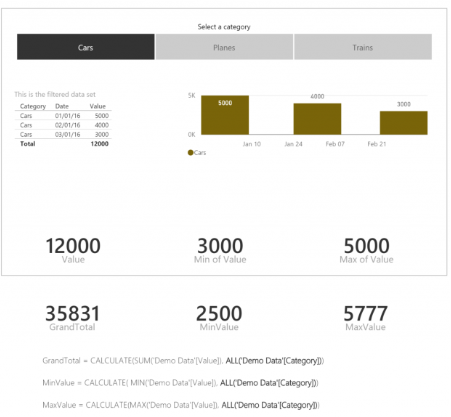 Select a category
Cars Planes Trains
This is the filtered data set
Category Date Value
Cars 01/01/16 5000
Cars 02/01/16 4000
Cars 03/01/16 3000
Total 12000
5K
0K
5000
4000
3000
Jan 10 Jan 24 Feb 07 Feb 21
Cars
12000 3000 5000
Value Min of Value Max of Value
35831 2500 5777
GrandTotal MinValue MaxValue
GrandTotal = CALCULATE(SUM('Demo Data'[Value]), ALL('Demo Data'[Category]))
MinValue = CALCULATE( MIN('Demo Data'[Value]), ALL('Demo Data'[Category]))
MaxValue = CALCULATE(MAX('Demo Data'[Value]), ALL('Demo Data'[Category]))